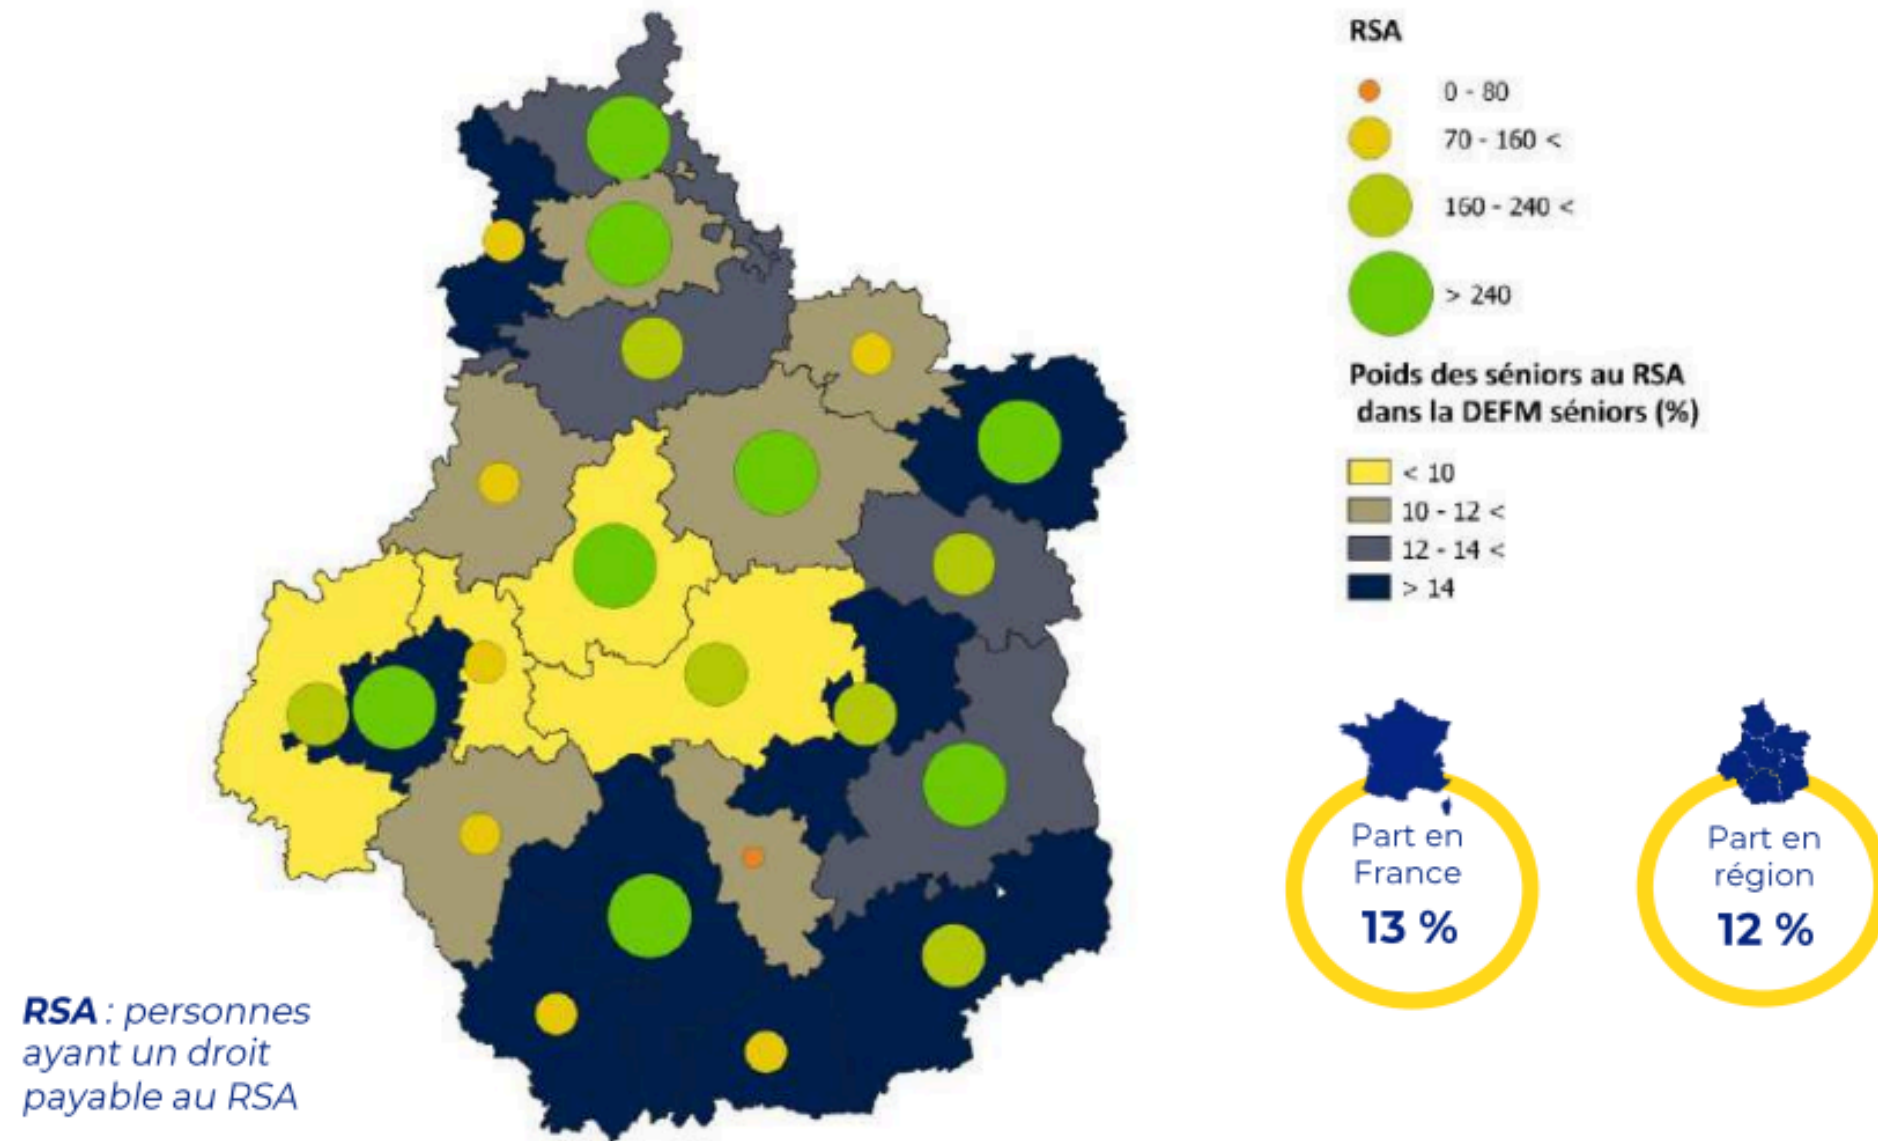 RSA
0 - 80
70 - 160 <
160 - 240 <
> 240
Poids des séniors au RSA
dans la DEFM séniors (%)
< 10
10 - 12 <
12 - 14 <
> 14
Part en
France
13 %
Part en
région
12 %
RSA : personnes
ayant un droit
payable au RSA